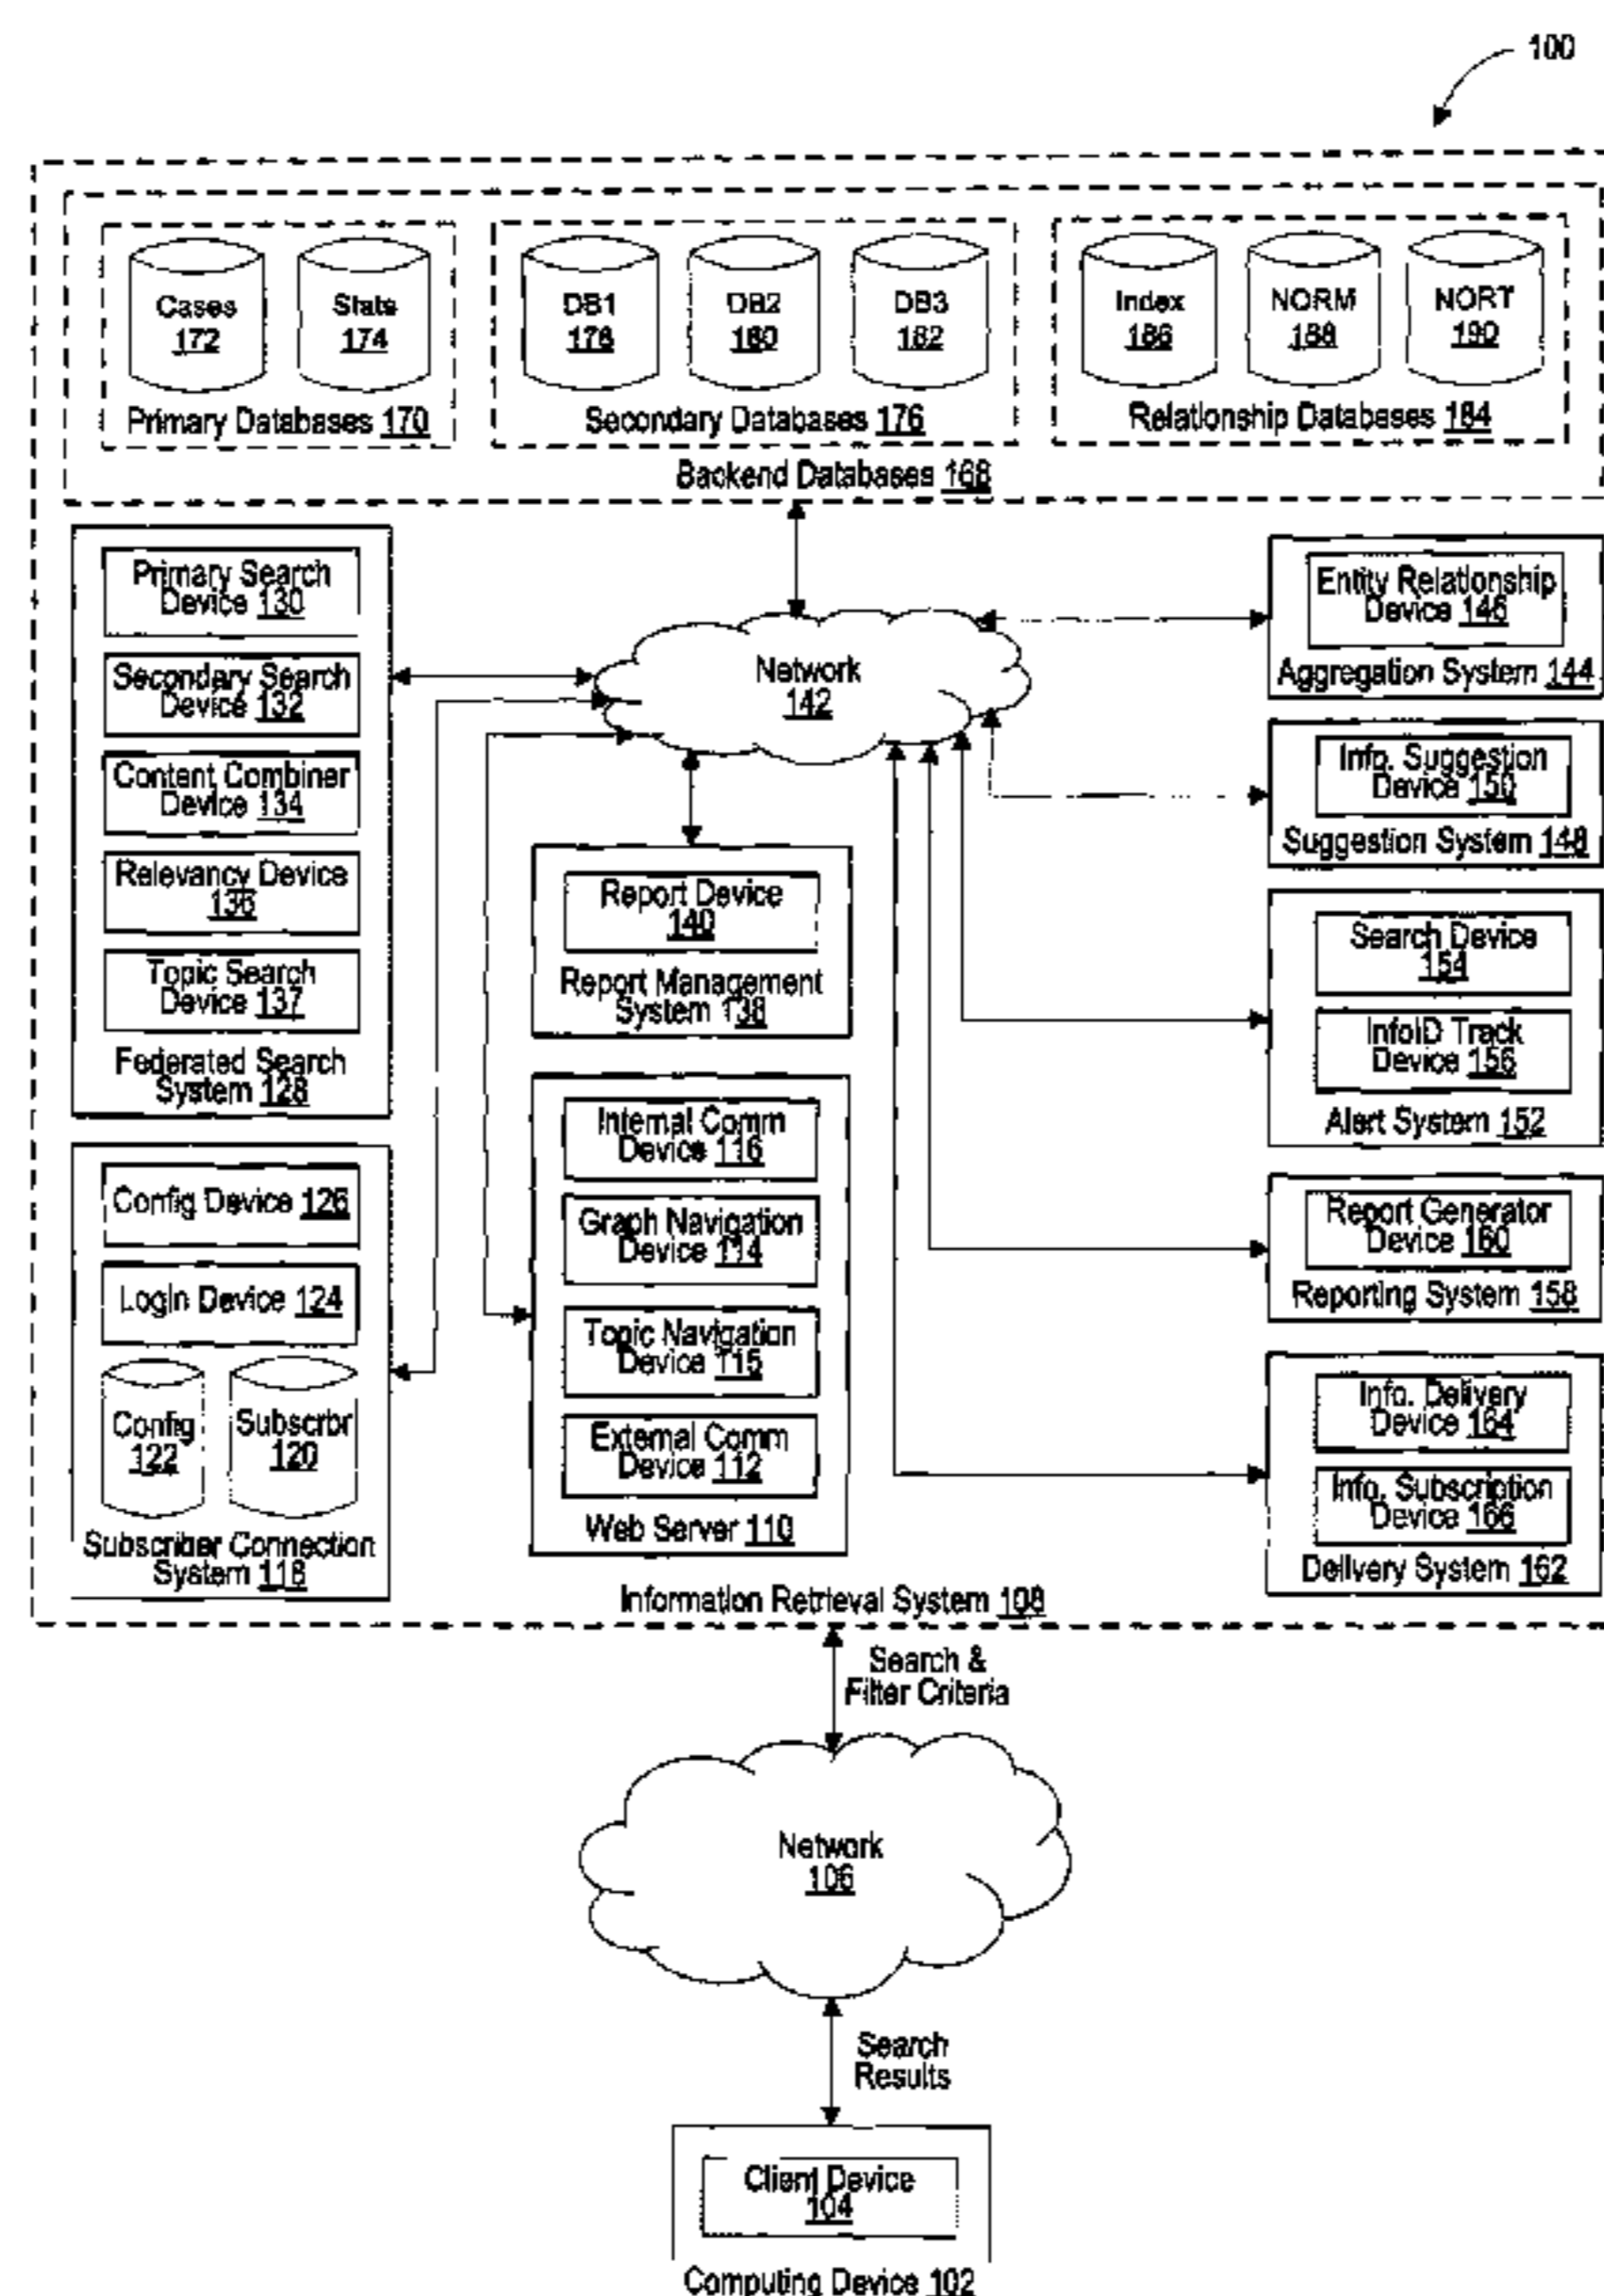 100
Cases
172
Stats
174
Primary Databases 170
DB1
178
DB2
180
DB3
182
Secondary Databases 176
Index
186
NORM
188
NORT
190
Relationship Databases 184
Backend Databases 168
Primary Search
Device 130
Secondary Search
Device 132
Content Combiner
Device 134
Relevancy Device
136
Topic Search
Device 137
Federated Search
System 128
Config Device 126
Login Device 124
Config
122
Subscrbr
120
Subscriber Connection
System 118
Network
142
Report Device
140
Report Management
System 138
Internal Comm
Device 116
Graph Navigation
Device 114
Topic Navigation
Device 115
External Comm
Device 112
Web Server 110
Entity Relationship
Device 146
Aggregation System 144
Info. Suggestion
Device 150
Suggestion System 148
Search Device
154
InfoID Track
Device 156
Alert System 152
Report Generator
Device 160
Reporting System 158
Info. Delivery
Device 164
Info. Subscription
Device 166
Delivery System 162
Information Retrieval System 108
Search &
Filter Criteria
Network
106
Search
Results
Client Device
104
Computing Device 102